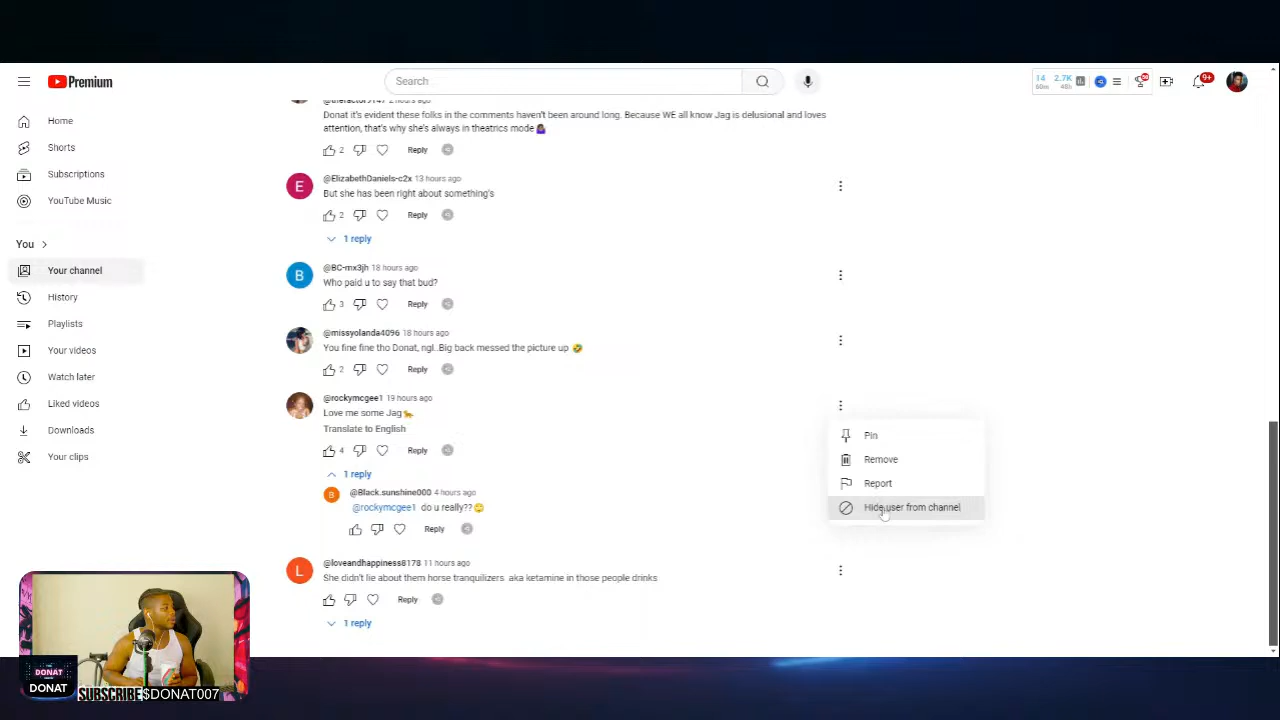 Premium
Search
14
60m
2.7K
48h
9+
Home
Shorts
Subscriptions
YouTube Music
You
Your channel
History
Playlists
Your videos
Watch later
Liked videos
Downloads
Your clips
2 hours ago
Donat it's evident these folks in the comments haven't been around long. Because WE all know Jag is delusional and loves
attention, that's why she's always in theatrics mode 🤷🏾‍♀️
2 Reply
E
@ElizabethDaniels-c2x 13 hours ago
But she has been right about something's
2 Reply
1 reply
B
@BC-mx3jh 18 hours ago
Who paid u to say that bud?
3 Reply
@missyolanda4096 18 hours ago
You fine fine tho Donat, ngl..Big back messed the picture up 🤣
2 Reply
@rockymcgee1 19 hours ago
Love me some Jag🐆
Translate to English
4 Reply
1 reply
B
@Black.sunshine000 4 hours ago
@rockymcgee1 do u really??🙄
Reply
L
@loveandhappiness8178 11 hours ago
She didn't lie about them horse tranquilizers aka ketamine in those people drinks
Reply
1 reply
Pin
Remove
Report
Hide user from channel
DONAT
DONAT
SUBSCRIBE $DONAT007